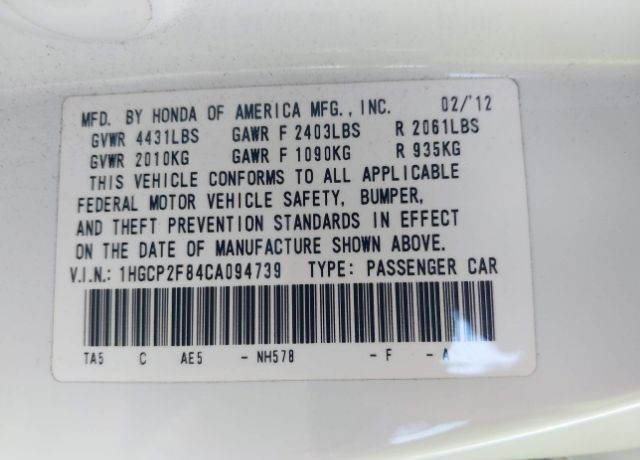 MFD. BY HONDA OF AMERICA MFG., INC. 02/'12
GVWR 4431LBS GAWR F 2403LBS R 2061LBS
GVWR 2010KG GAWR F 1090KG R 935KG
THIS VEHICLE CONFORMS TO ALL APPLICABLE
FEDERAL MOTOR VEHICLE SAFETY, BUMPER,
AND THEFT PREVENTION STANDARDS IN EFFECT
ON THE DATE OF MANUFACTURE SHOWN ABOVE.
V.I.N.: 1HGCP2F84CA094739 TYPE: PASSENGER CAR
TA5 C AE5 - NH578 - F - A